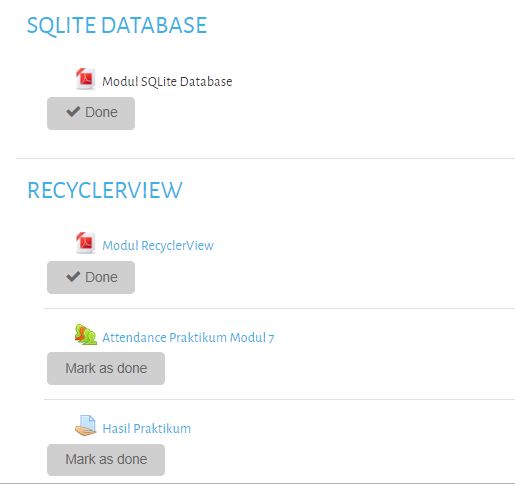 SQLITE DATABASE
Modul SQLite Database
Done
RECYCLERVIEW
Modul RecyclerView
Done
Attendance Praktikum Modul 7
Mark as done
Hasil Praktikum
Mark as done